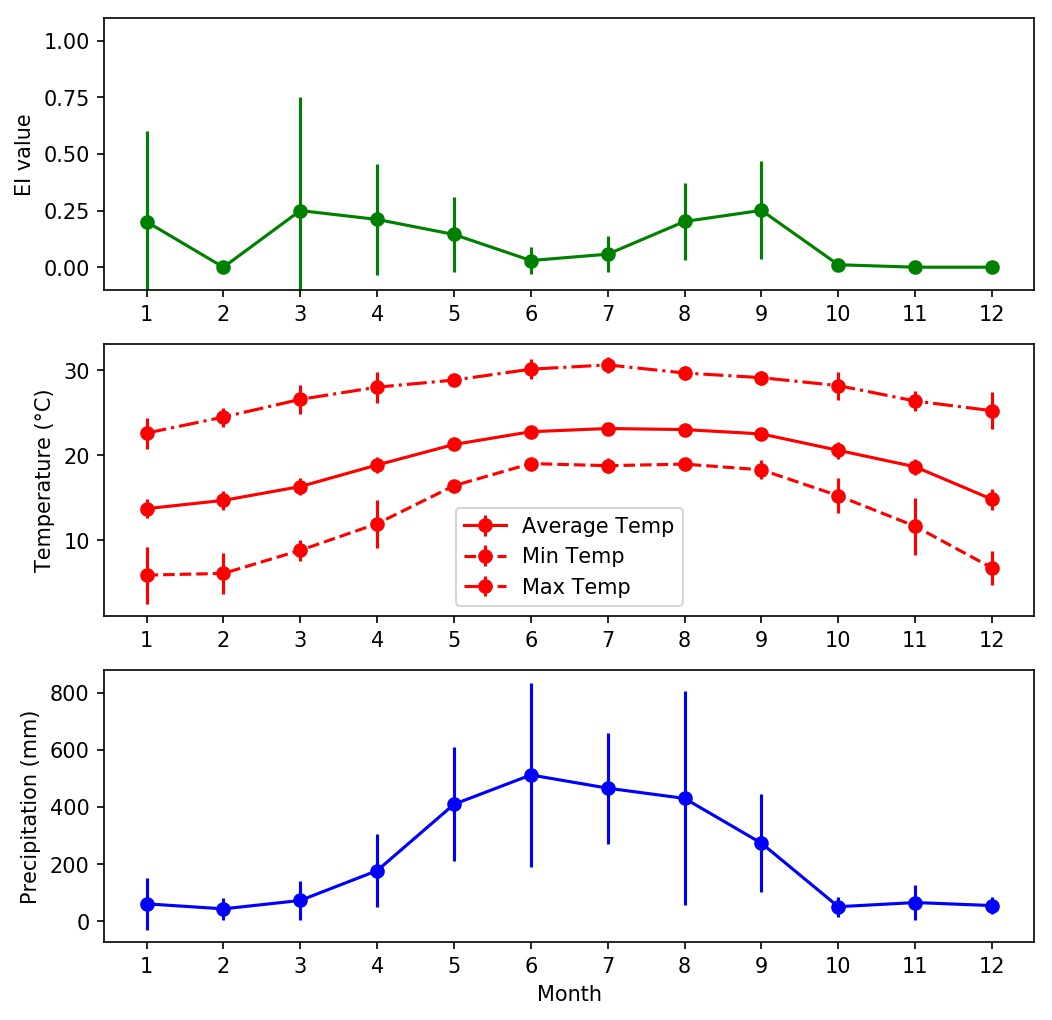 EI value
1.00
0.75
0.50
0.25
0.00
1 2 3 4 5 6 7 8 9 10 11 12
Temperature (°C)
30
20
10
Average Temp
Min Temp
Max Temp
1 2 3 4 5 6 7 8 9 10 11 12
Precipitation (mm)
800
600
400
200
0
1 2 3 4 5 6 7 8 9 10 11 12
Month